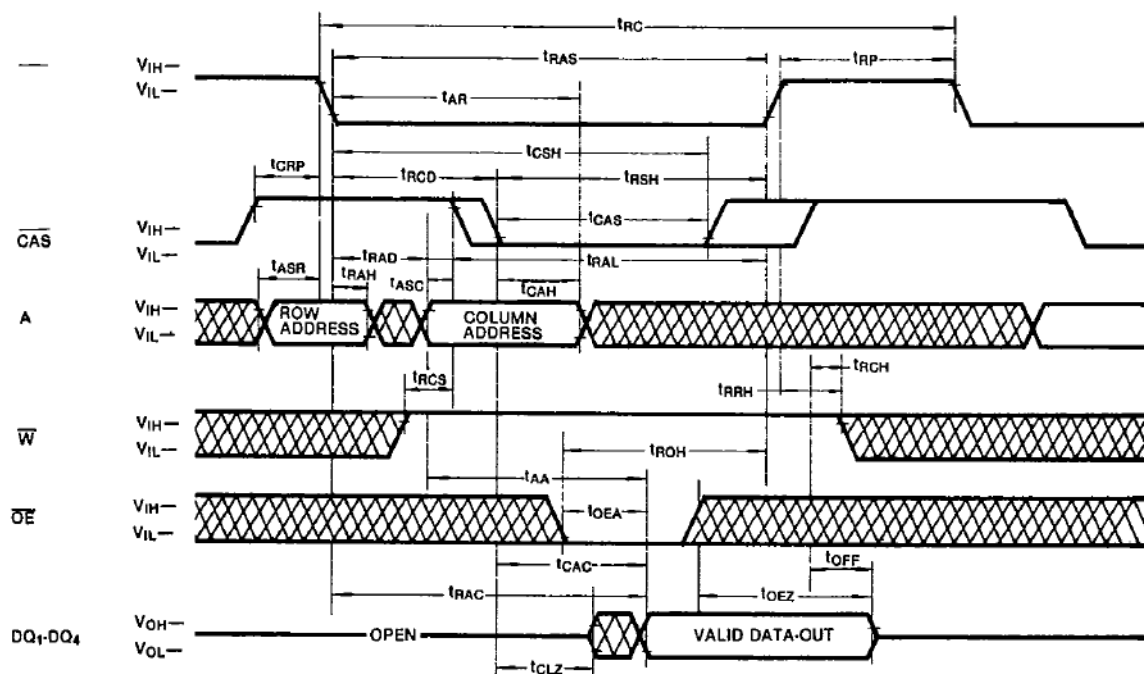 tRC
tRAS
tRP
VIH
VIL
tAR
tCSH
tCRP
tRCD
tRSH
CAS
VIH
VIL
tCAS
tRAD
tRAL
tASR
tRAH
tASC
tCAH
A
VIH
VIL
ROW ADDRESS
COLUMN ADDRESS
tRCS
tRCH
tRRH
W
VIH
VIL
tROH
tAA
OE
VIH
VIL
tOEA
tCAC
tOFF
tRAC
tOEZ
DQ1-DQ4
VOH
VOL
OPEN
VALID DATA-OUT
tCLZ